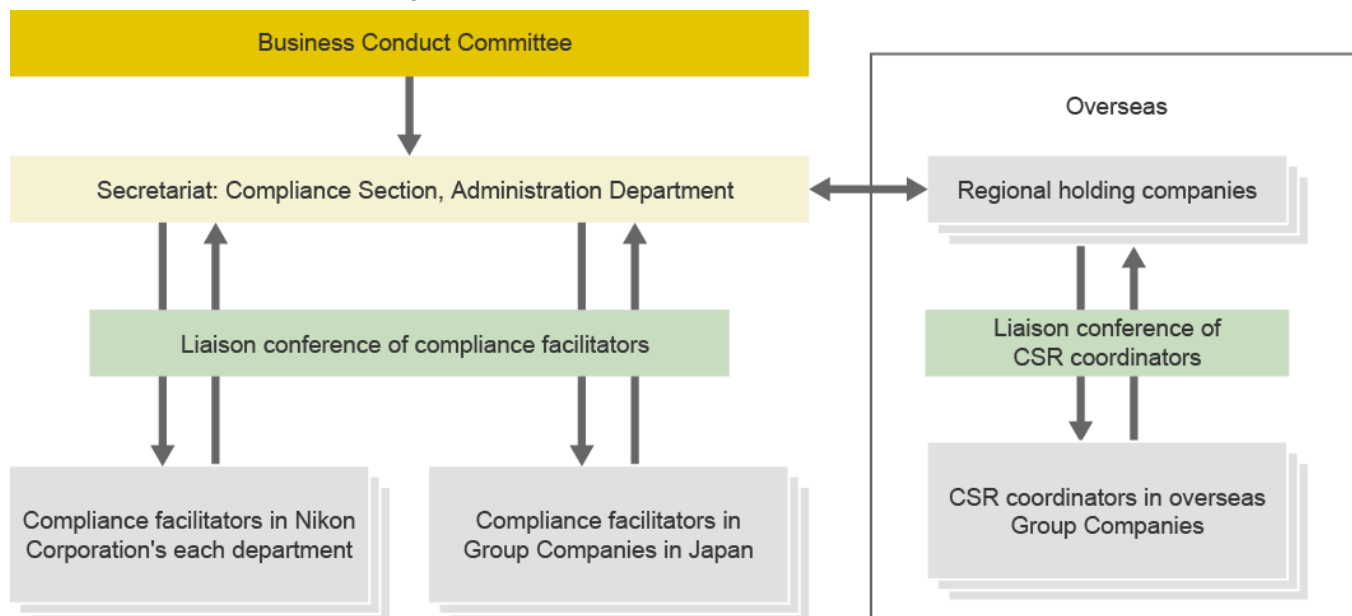 Business Conduct Committee
Overseas
Secretariat: Compliance Section, Administration Department
Regional holding companies
Liaison conference of compliance facilitators
Liaison conference of
CSR coordinators
Compliance facilitators in Nikon
Corporation's each department
Compliance facilitators in
Group Companies in Japan
CSR coordinators in overseas
Group Companies